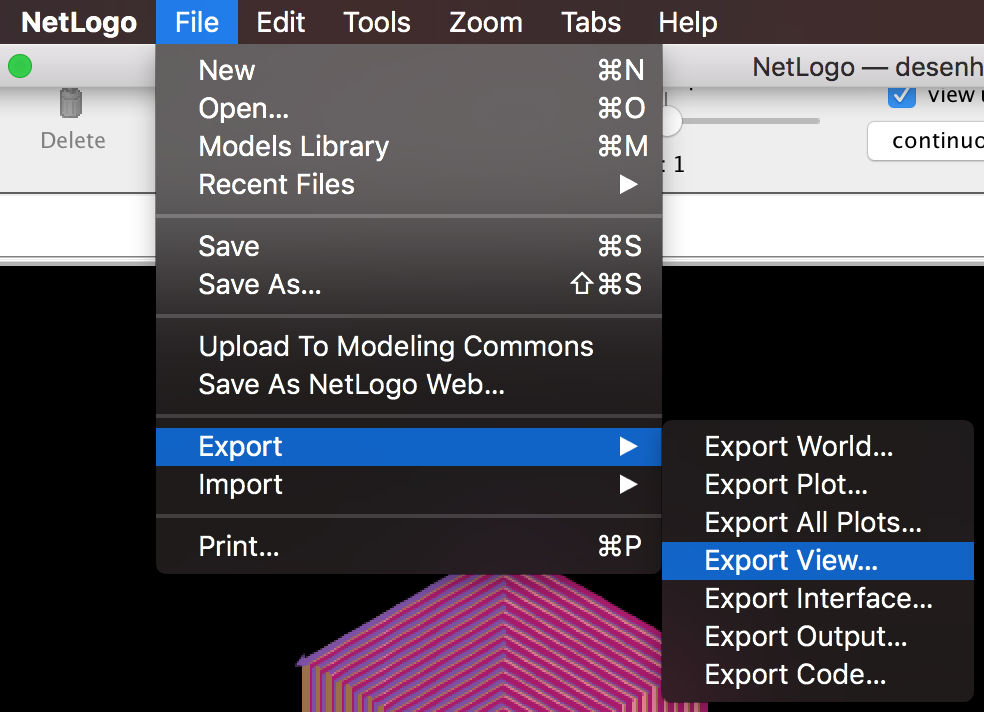 NetLogo File Edit Tools Zoom Tabs Help
NetLogo — desenh
New ⌘N
Open... ⌘O
Models Library ⌘M
Recent Files ▶
Save ⌘S
Save As... ⇧⌘S
Upload To Modeling Commons
Save As NetLogo Web...
Export ▶
Import ▶
Print... ⌘P
Export World...
Export Plot...
Export All Plots...
Export View...
Export Interface...
Export Output...
Export Code...
Delete
: 1
view
continuo